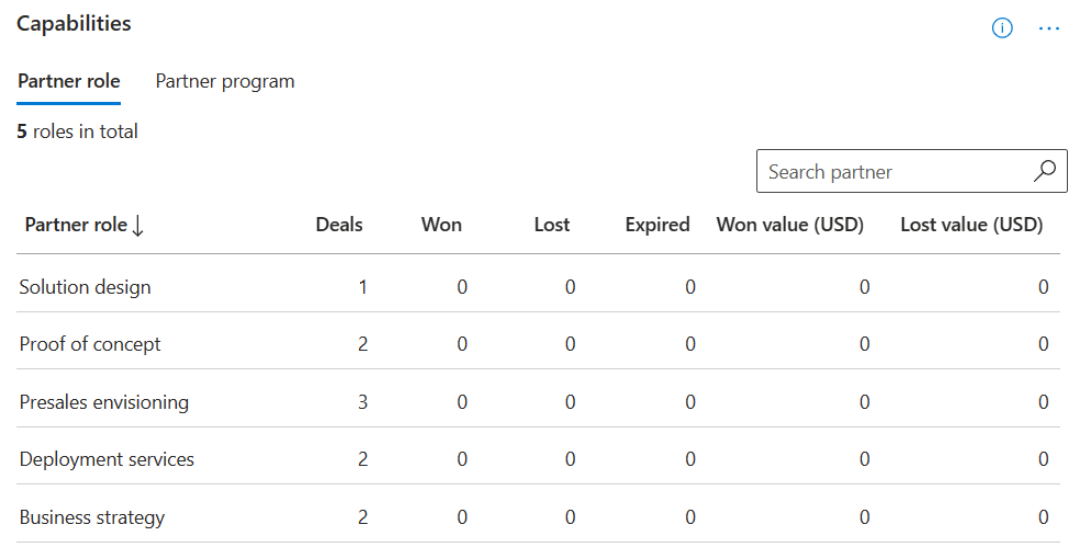 Capabilities
Partner role Partner program
5 roles in total
Search partner
Partner role ↓ Deals Won Lost Expired Won value (USD) Lost value (USD)
Solution design 1 0 0 0 0 0
Proof of concept 2 0 0 0 0 0
Presales envisioning 3 0 0 0 0 0
Deployment services 2 0 0 0 0 0
Business strategy 2 0 0 0 0 0